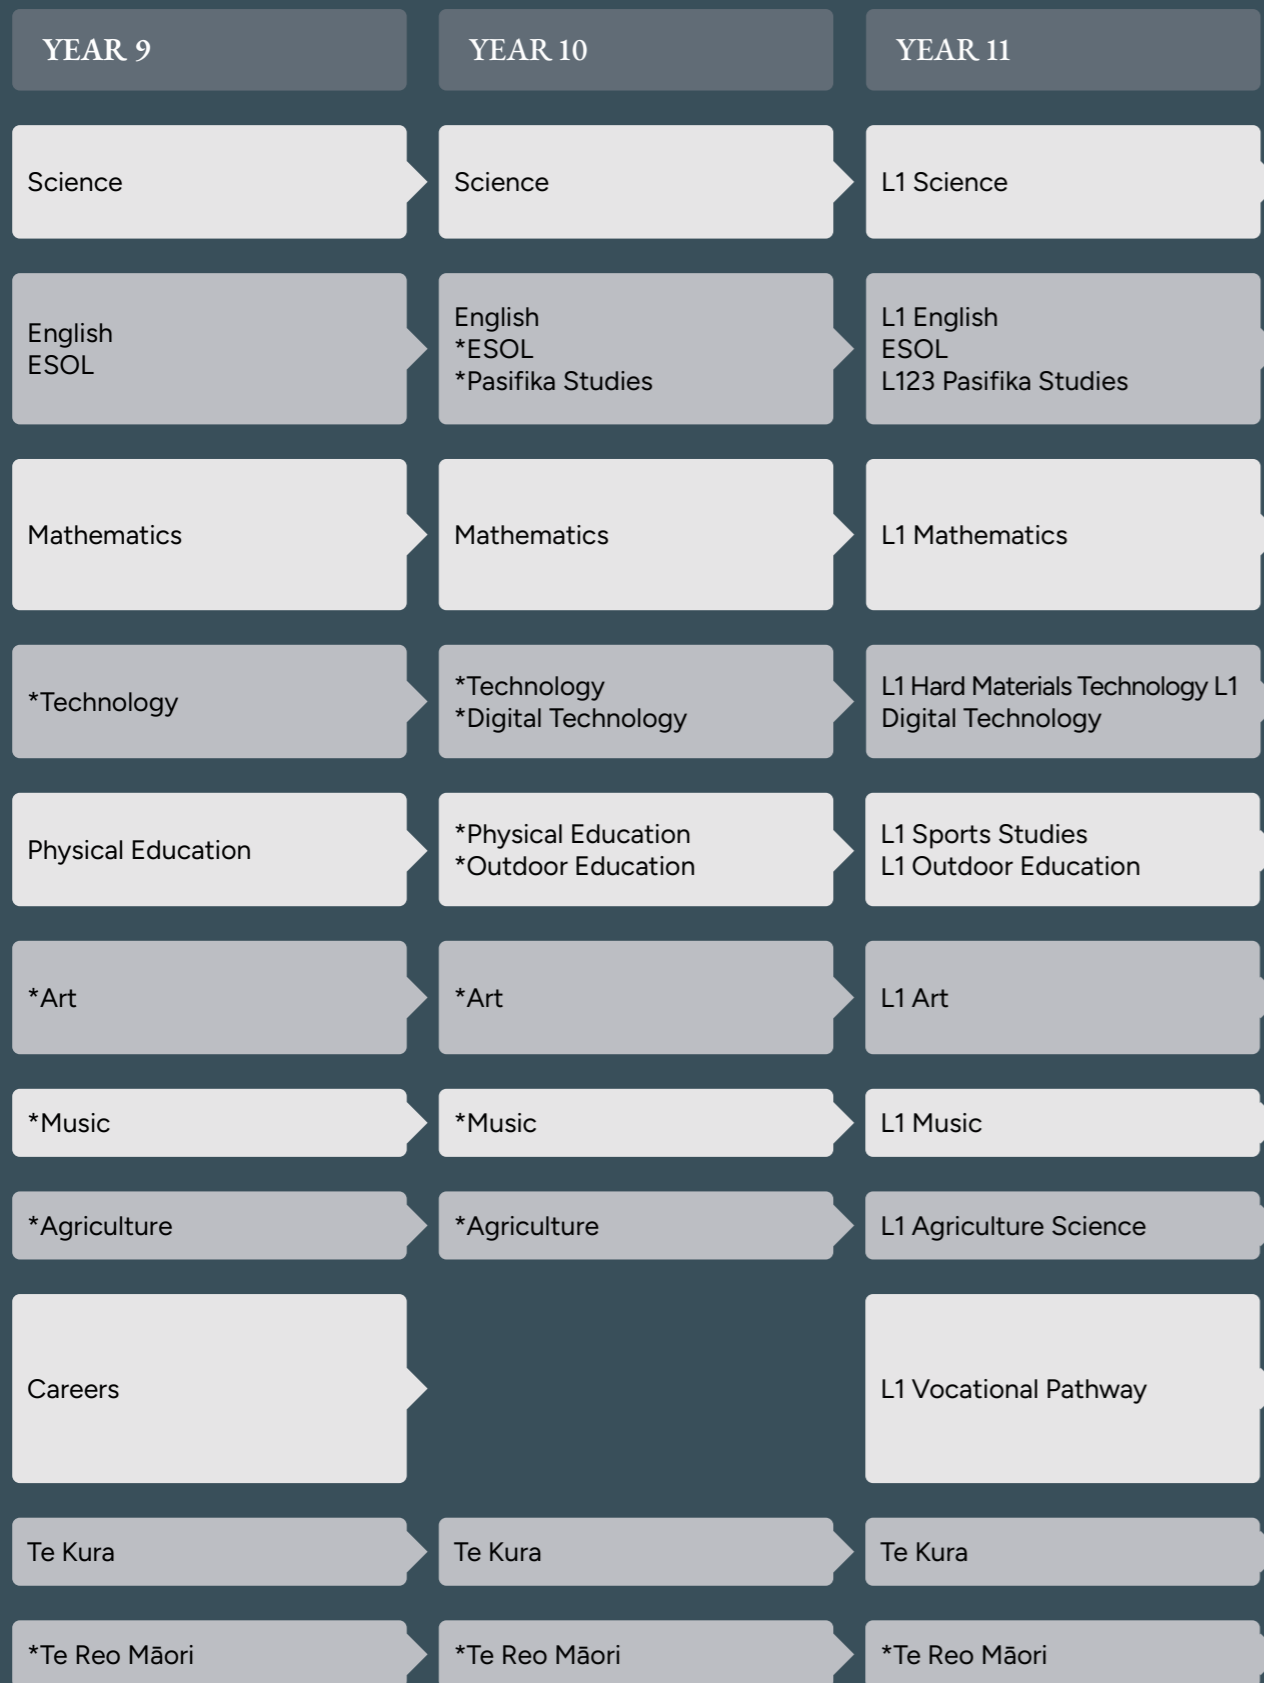 YEAR 9
YEAR 10
YEAR 11
Science
Science
L1 Science
English
ESOL
English
*ESOL
*Pasifika Studies
L1 English
ESOL
L123 Pasifika Studies
Mathematics
Mathematics
L1 Mathematics
*Technology
*Technology
*Digital Technology
L1 Hard Materials Technology L1
Digital Technology
Physical Education
*Physical Education
*Outdoor Education
L1 Sports Studies
L1 Outdoor Education
*Art
*Art
L1 Art
*Music
*Music
L1 Music
*Agriculture
*Agriculture
L1 Agriculture Science
Careers
L1 Vocational Pathway
Te Kura
Te Kura
Te Kura
*Te Reo Māori
*Te Reo Māori
*Te Reo Māori